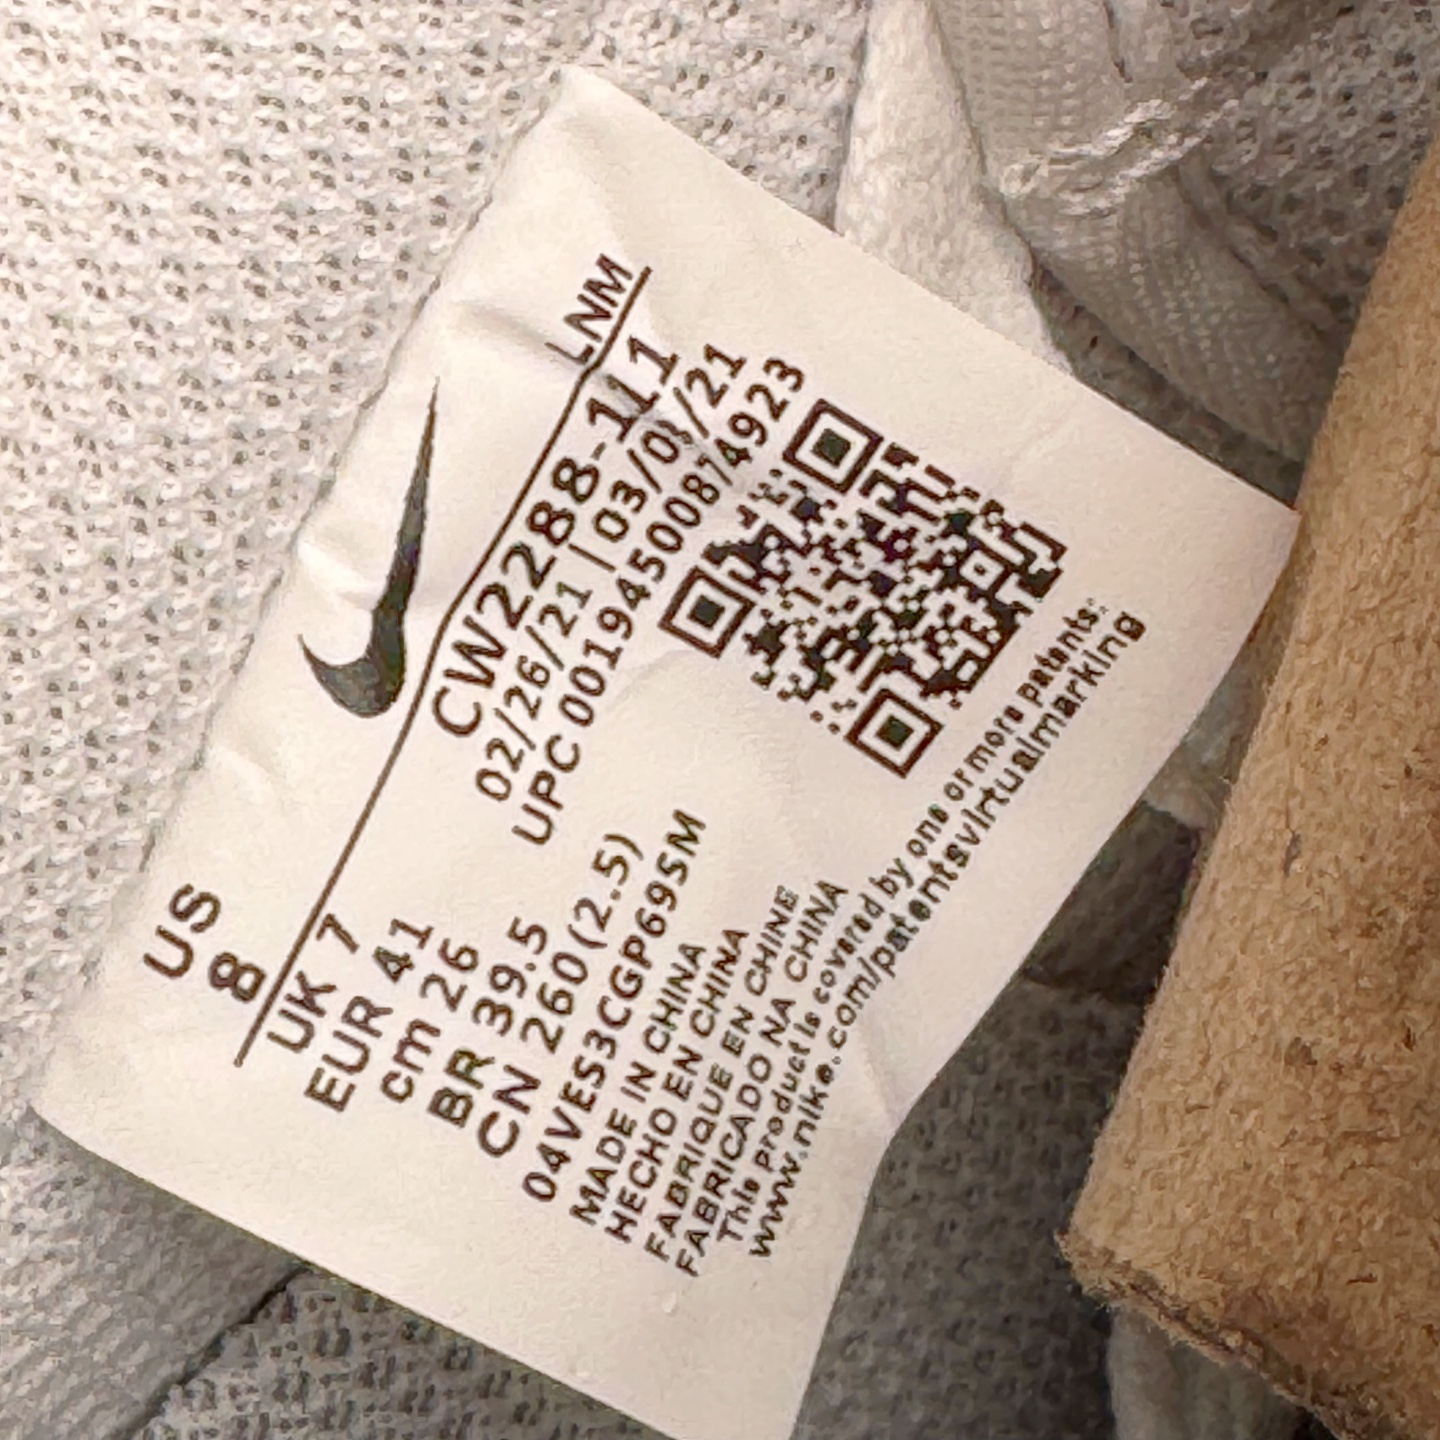 US
8
LNM
UK 7
EUR 41
cm 26
BR 39.5
CN 260(2.5)
04VES3CGP69SM
CW2288-111
02/26/21 | 03/0 /21
UPC 00194500874923
MADE IN CHINA
HECHO EN CHINA
FABRIQUE EN CHINE
FABRICADO NA CHINA
This product is covered by one or more patents:
www.nike.com/patentsvirtualmarking